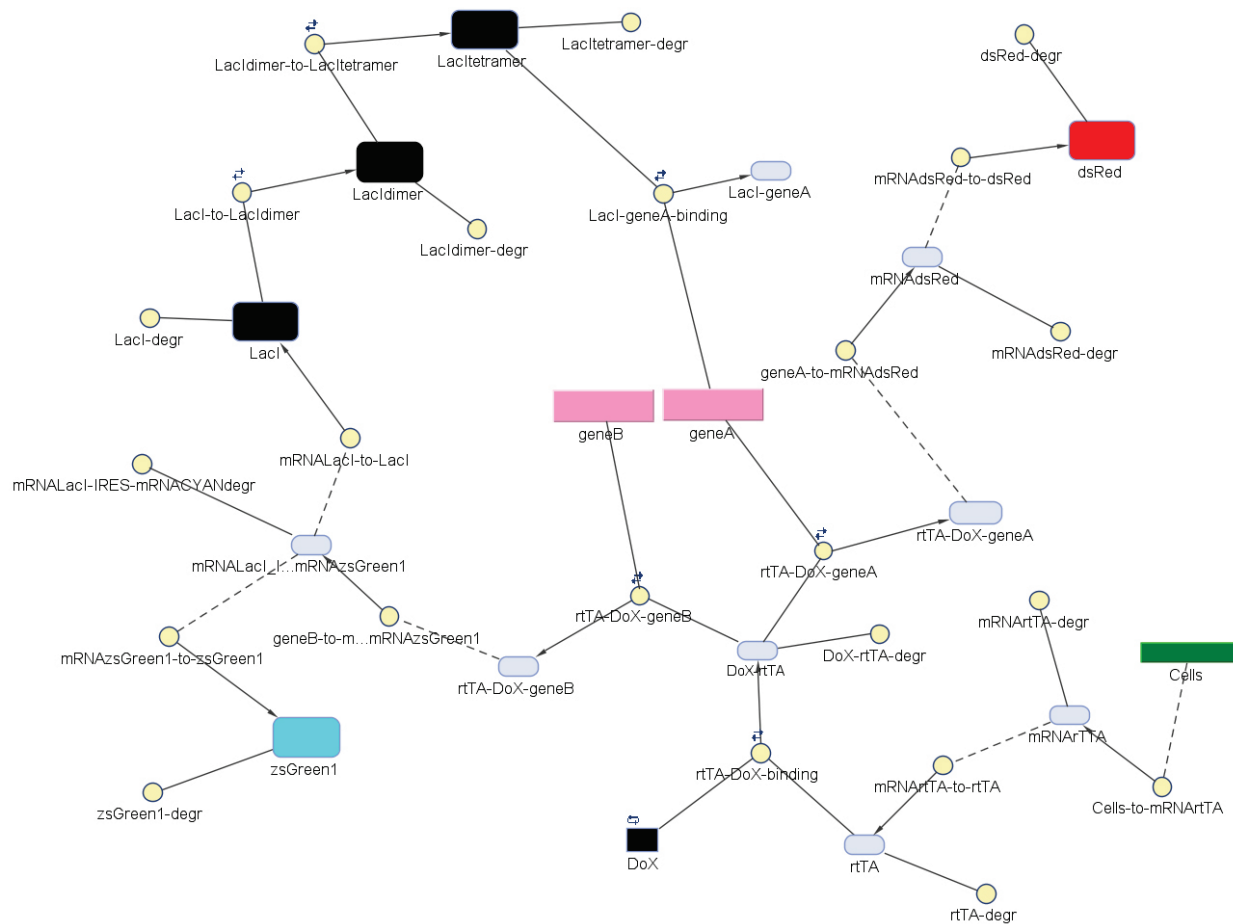 LacItetramer-degr
LacItetramer
LacIdimer-to-LacItetramer
dsRed-degr
mRNAdsRed-to-dsRed
dsRed
LacIdimer
LacI-geneA
LacI-to-LacIdimer
LacI-geneA-binding
LacIdimer-degr
mRNAdsRed
LacI-degr
LacI
mRNAdsRed-degr
geneA-to-mRNAdsRed
geneB
geneA
mRNALacI-to-LacI
mRNALacI-IRES-mRNACYANdegr
rtTA-DoX-geneA
mRNALacI_I...mRNAzsGreen1
rtTA-DoX-geneA
rtTA-DoX-geneB
mRNArtTA-degr
geneB-to-m...mRNAzsGreen1
mRNAzsGreen1-to-zsGreen1
DoX-rtTA
DoX-rtTA-degr
Cells
rtTA-DoX-geneB
mRNArTTA
zsGreen1
rtTA-DoX-binding
mRNArtTA-to-rtTA
Cells-to-mRNArtTA
zsGreen1-degr
DoX
rtTA
rtTA-degr